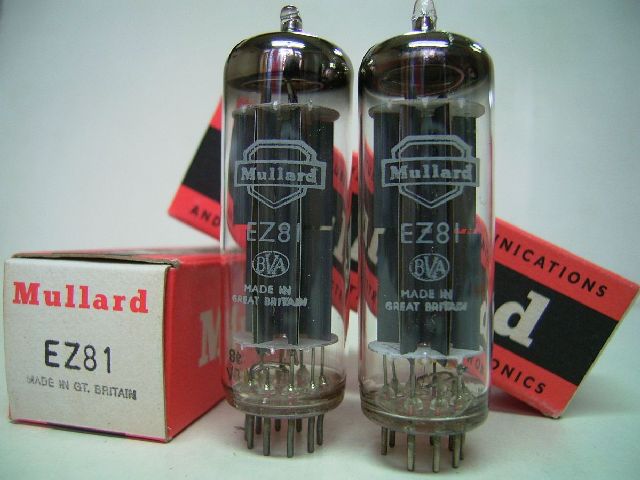 Mullard
EZ81
BVA
MADE IN
GREAT BRITAIN
Mullard
EZ81
BVA
MADE IN
GREAT BRITAIN
Mullard
EZ81
MADE IN GT. BRITAIN
AND
NICATIONS
ONICS